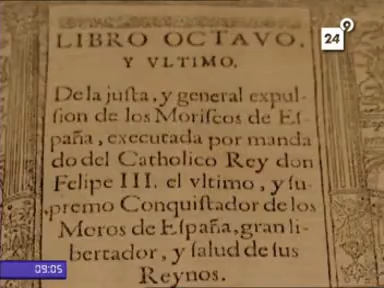 LIBRO OCTAVO.
Y VLTIMO.
24 9
De la justa, y general expul-
sion de los Moriscos de Es-
paña, executada por manda
do del Catholico Rey don
Felipe III. el vltimo, y su-
premo Conquistador de los
Moros de España, gran li-
bertador, y salud de sus
Reynos.
09:05